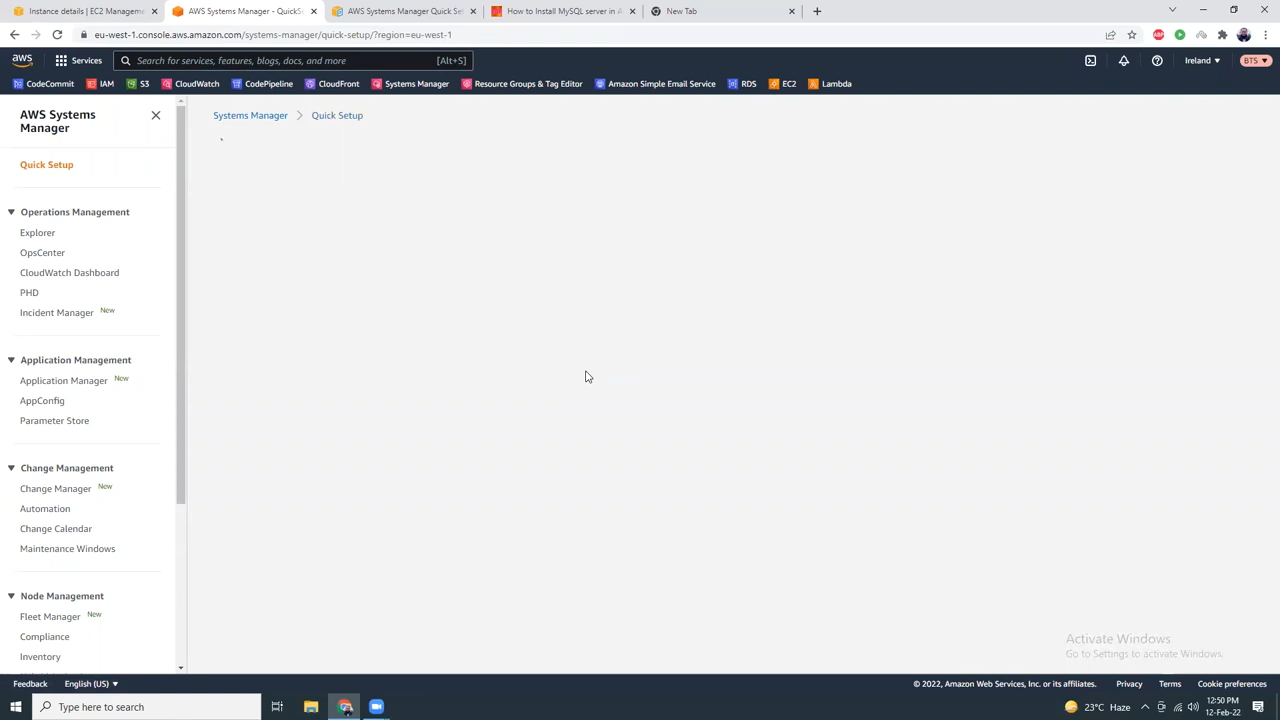 Instance details | EC2 Manageme
AWS Systems Manager - QuickSe
AWS Systems Manager Quick Set
How to Install MySQL server in A
New Tab
eu-west-1.console.aws.amazon.com/systems-manager/quick-setup/?region=eu-west-1
aws
Services
Search for services, features, blogs, docs, and more
[Alt+S]
Ireland
BTS
CodeCommit
IAM
S3
CloudWatch
CodePipeline
CloudFront
Systems Manager
Resource Groups & Tag Editor
Amazon Simple Email Service
RDS
EC2
Lambda
AWS Systems
Manager
Systems Manager
Quick Setup
Quick Setup
Operations Management
Explorer
OpsCenter
CloudWatch Dashboard
PHD
Incident Manager New
Application Management
Application Manager New
AppConfig
Parameter Store
Change Management
Change Manager New
Automation
Change Calendar
Maintenance Windows
Node Management
Fleet Manager New
Compliance
Inventory
Activate Windows
Go to Settings to activate Windows.
Feedback
English (US)
© 2022, Amazon Web Services, Inc. or its affiliates.
Privacy
Terms
Cookie preferences
Type here to search
23°C Haze
12:50 PM
12-Feb-22